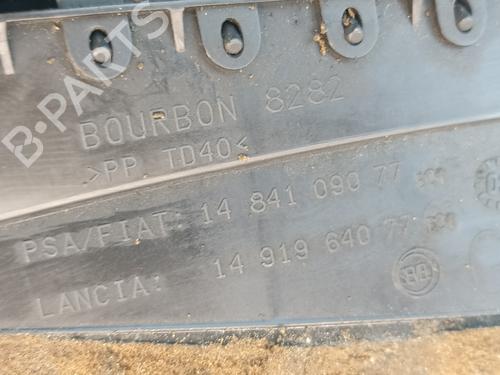 BOURBON 8282
>PP TD40<
PSA/FIAT: 14 841 090 77
LANCIA: 14 919 640 77
B-PARTS